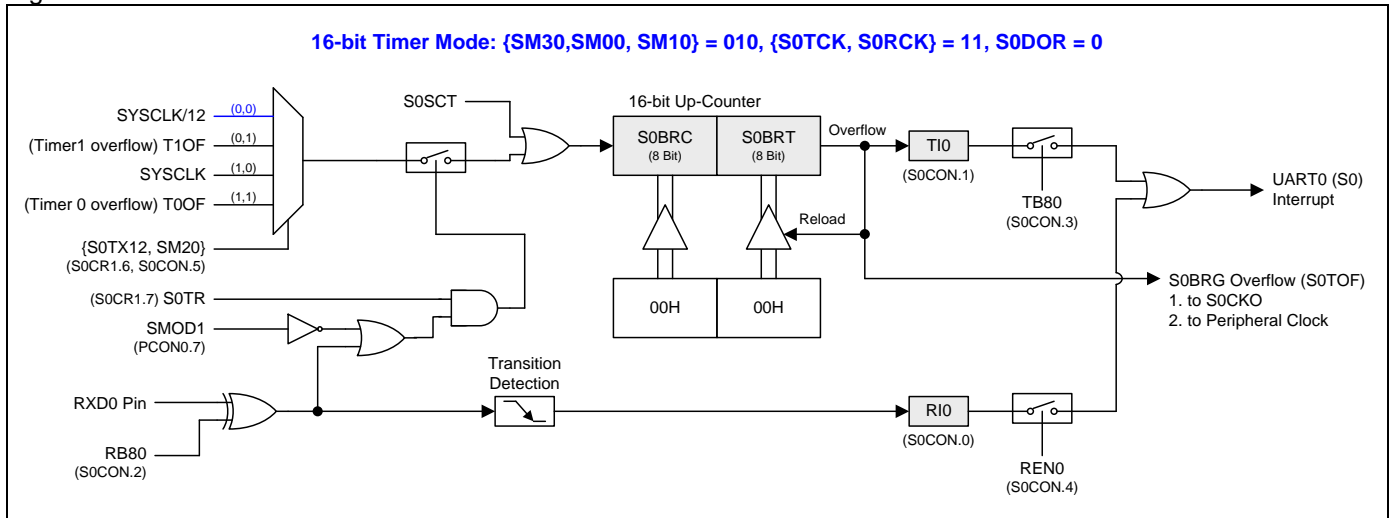 16-bit Timer Mode: {SM30,SM00, SM10} = 010, {S0TCK, S0RCK} = 11, S0DOR = 0
S0SCT
16-bit Up-Counter
SYSCLK/12
(0,0)
(Timer1 overflow) T1OF
(0,1)
SYSCLK
(1,0)
(Timer 0 overflow) T0OF
(1,1)
{S0TX12, SM20}
(S0CR1.6, S0CON.5)
S0BRC
(8 Bit)
S0BRT
(8 Bit)
Overflow
TI0
(S0CON.1)
TB80
(S0CON.3)
UART0 (S0)
Interrupt
Reload
00H
00H
S0BRG Overflow (S0TOF)
1. to S0CKO
2. to Peripheral Clock
(S0CR1.7) S0TR
SMOD1
(PCON0.7)
Transition
Detection
RXD0 Pin
RB80
(S0CON.2)
RI0
(S0CON.0)
REN0
(S0CON.4)